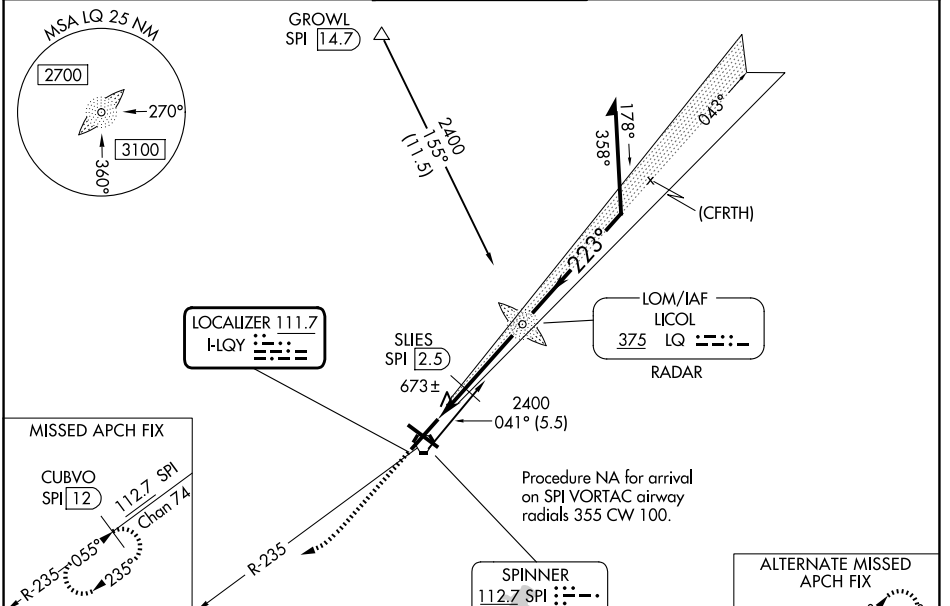 MSA LQ 25 NM
2700
270°
3100
360°
GROWL
SPI 14.7
2400
155°
(11.5)
178°
358°
043°
(CFRTH)
223°
LOCALIZER 111.7
I-LQY
LOM/IAF
LICOL
375 LQ
RADAR
SLIES
SPI 2.5
673±
2400
041° (5.5)
MISSED APCH FIX
CUBVO
SPI 12
112.7 SPI
Chan 74
055°
R-235
235°
R-235
Procedure NA for arrival
on SPI VORTAC airway
radials 355 CW 100.
SPINNER
112.7 SPI
ALTERNATE MISSED
APCH FIX